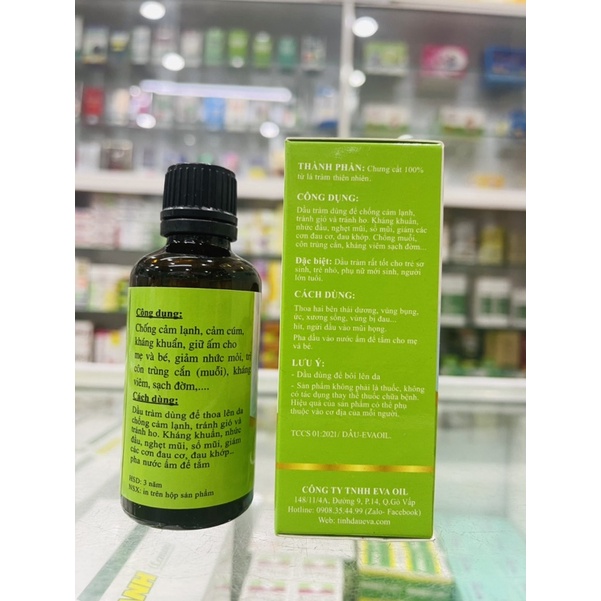 Công dụng:
Chống cảm lạnh, cảm cúm,
kháng khuẩn, giữ ấm cho
mẹ và bé, giảm nhức mỏi, trị
côn trùng cắn (muỗi), kháng
viêm, sạch đờm,....
Cách dùng:
Dầu tràm dùng để thoa lên da
chống cảm lạnh, tránh gió và
tránh ho. Kháng khuẩn, nhức
đầu, nghẹt mũi, sổ mũi, giảm
các cơn đau cơ, đau khớp...
pha nước ấm để tắm
HSD: 3 năm
NSX: in trên hộp sản phẩm
THÀNH PHẦN: Chưng cất 100%
từ lá tràm thiên nhiên.
CÔNG DỤNG:
Dầu tràm dùng để chống cảm lạnh,
tránh gió và tránh ho. Kháng khuẩn,
nhức đầu, nghẹt mũi, sổ mũi, giảm các
cơn đau cơ, đau khớp. Chống muỗi,
côn trùng cắn, kháng viêm sạch đờm...
Đặc biệt: Dầu tràm rất tốt cho trẻ sơ
sinh, trẻ nhỏ, phụ nữ mới sinh, người
lớn tuổi.
CÁCH DÙNG:
Thoa hai bên thái dương, vùng bụng,
ức, xương sống, vùng bị đau...
hít, ngửi dầu vào mũi họng.
Pha dầu vào nước ấm để tắm cho mẹ
và bé.
LƯU Ý:
- Dầu dùng để bôi lên da
- Sản phẩm không phải là thuốc, không
có tác dụng thay thế thuốc chữa bệnh.
Hiệu quả của sản phẩm có thể phụ
thuộc vào cơ địa của mỗi người.
TCCS 01:2021/ DẦU-EVAOIL.
CÔNG TY TNHH EVA OIL
148/11/4A, Đường 9, P.14, Q.Gò Vấp
Hotline: 0908.35.44.99 (Zalo- Facebook)
Web: tinhdaueva.com